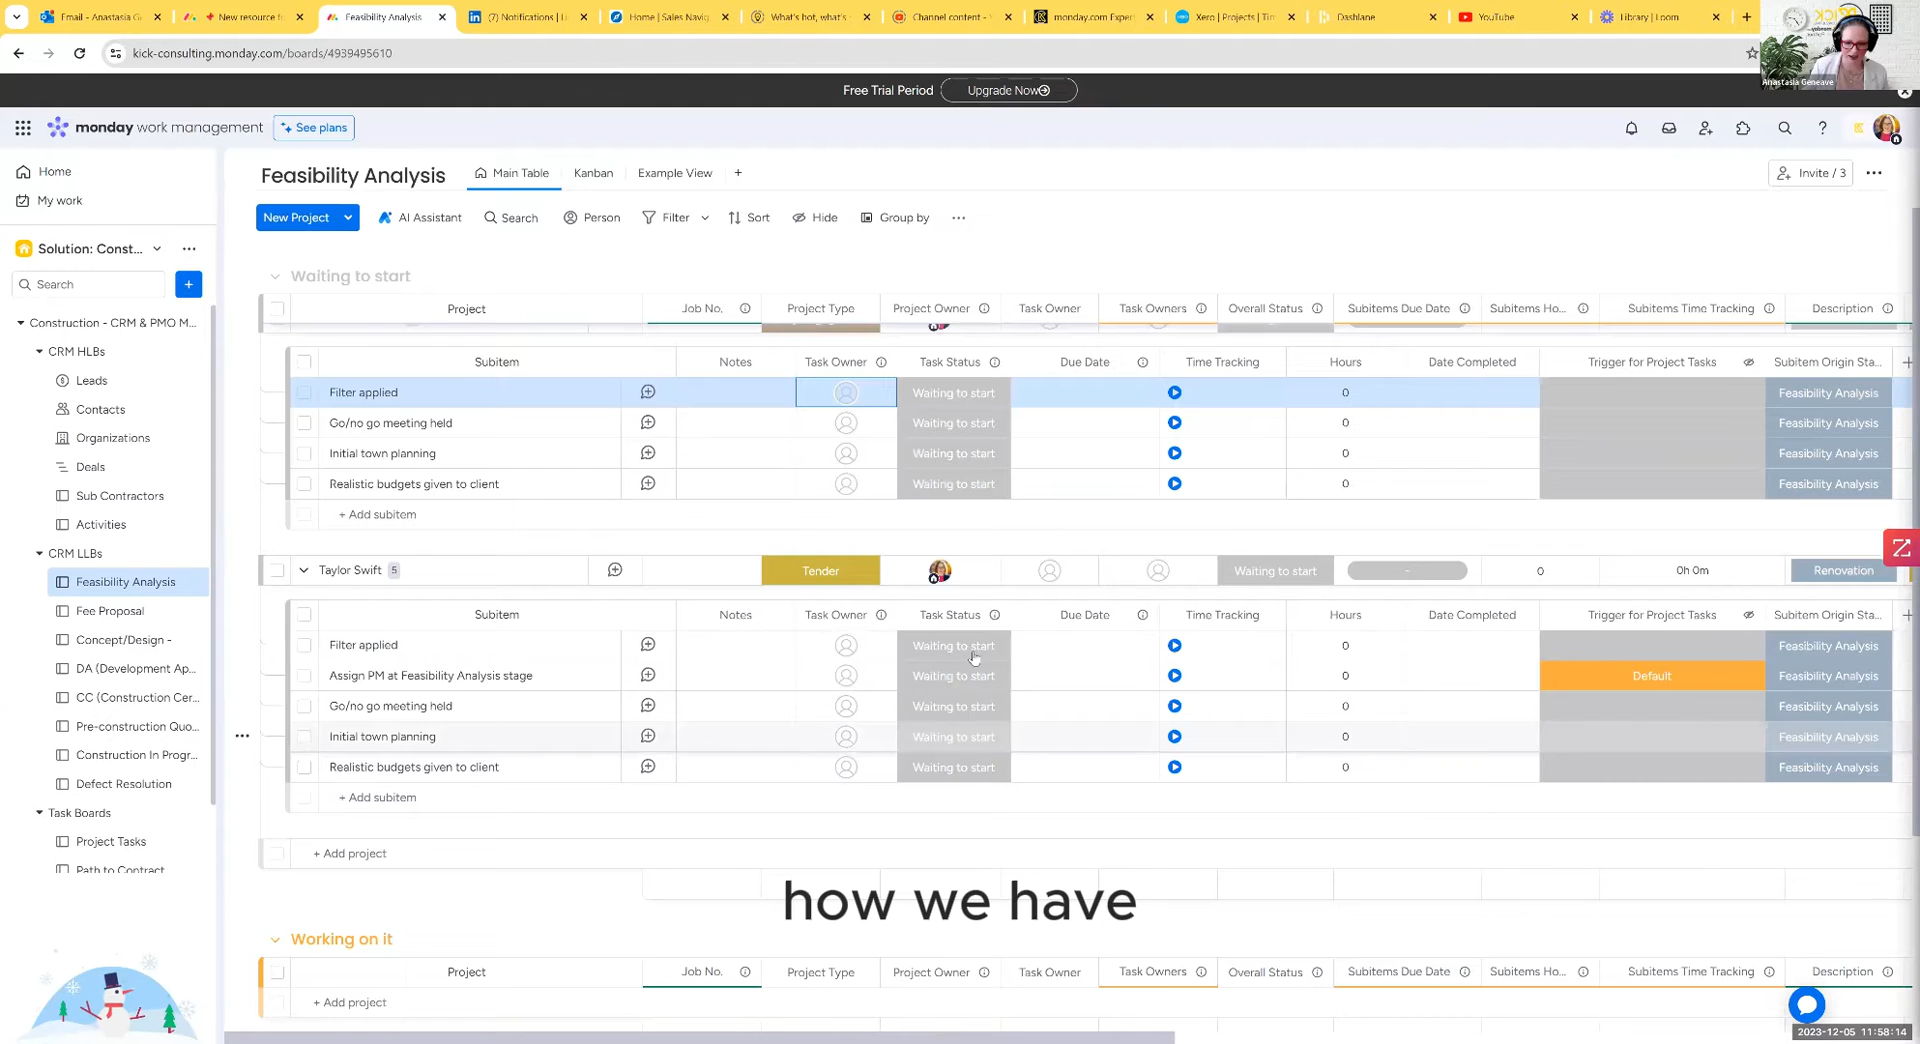 Email - Anastasia G
New resource f
Feasibility Analysis
(20) Notifications | L
Home | Sales Navig
What's hot, what's
Channel content -
monday.com Exper
Xero | Projects | Tim
Dashlane
YouTube
Library | Loom
kick-consulting.monday.com/boards/4939495610
Anastasia Geneave
Free Trial Period Upgrade Now
monday work management See plans
Home
My work
Solution: Const...
Search
Construction - CRM & PMO M...
CRM HLBs
Leads
Contacts
Organizations
Deals
Sub Contractors
Activities
CRM LLBs
Feasibility Analysis
Fee Proposal
Concept/Design -
DA (Development Ap...
CC (Construction Cer...
Pre-construction Quo...
Construction In Progr...
Defect Resolution
Task Boards
Project Tasks
Path to Contract
Feasibility Analysis Main Table Kanban Example View + Invite / 3
New Project AI Assistant Search Person Filter Sort Hide Group by
Waiting to start
Project Job No. Project Type Project Owner Task Owner Task Owners Overall Status Subitems Due Date Subitems Ho... Subitems Time Tracking Description
Subitem Notes Task Owner Task Status Due Date Time Tracking Hours Date Completed Trigger for Project Tasks Subitem Origin Sta...
Filter applied Waiting to start 0 Feasibility Analysis
Go/no go meeting held Waiting to start 0 Feasibility Analysis
Initial town planning Waiting to start 0 Feasibility Analysis
Realistic budgets given to client Waiting to start 0 Feasibility Analysis
+ Add subitem
Taylor Swift 5 Tender Waiting to start - 0 0h 0m Renovation
Subitem Notes Task Owner Task Status Due Date Time Tracking Hours Date Completed Trigger for Project Tasks Subitem Origin Sta...
Filter applied Waiting to start 0 Feasibility Analysis
Assign PM at Feasibility Analysis stage Waiting to start 0 Default Feasibility Analysis
Go/no go meeting held Waiting to start 0 Feasibility Analysis
Initial town planning Waiting to start 0 Feasibility Analysis
Realistic budgets given to client Waiting to start 0 Feasibility Analysis
+ Add subitem
+ Add project
how we have
Working on it
Project Job No. Project Type Project Owner Task Owner Task Owners Overall Status Subitems Due Date Subitems Ho... Subitems Time Tracking Description
+ Add project
2023-12-05 11:58:14